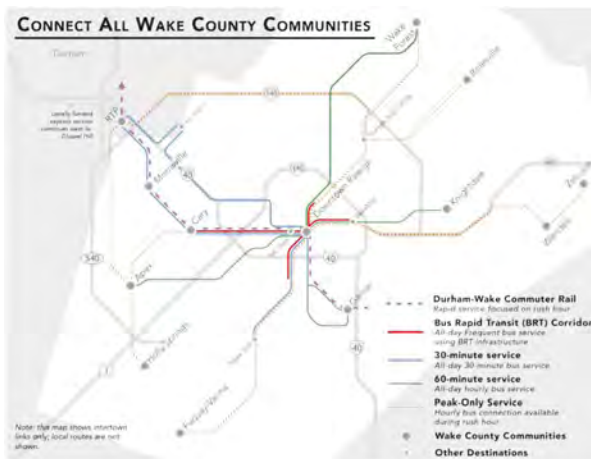 CONNECT ALL WAKE COUNTY COMMUNITIES
Durham
Wake
Forest
Rolesville
540
RTP
Locally funded
express service
continues west to
Chapel Hill
Morrisville
40
440
Downtown Raleigh
Knightdale
Zebulon
Wendell
Cary
540
Apex
40
Garner
Holly Springs
40
1
Fuquay-Varina
Durham-Wake Commuter Rail
Rapid service focused on rush hour
Bus Rapid Transit (BRT) Corridor
All-day frequent bus service
using BRT infrastructure
30-minute service
All-day 30-minute bus service
60-minute service
All-day hourly bus service
Peak-Only Service
Hourly bus connection available
during rush hour
Wake County Communities
Other Destinations
Note: this map shows intertown
links only; local routes are not
shown.